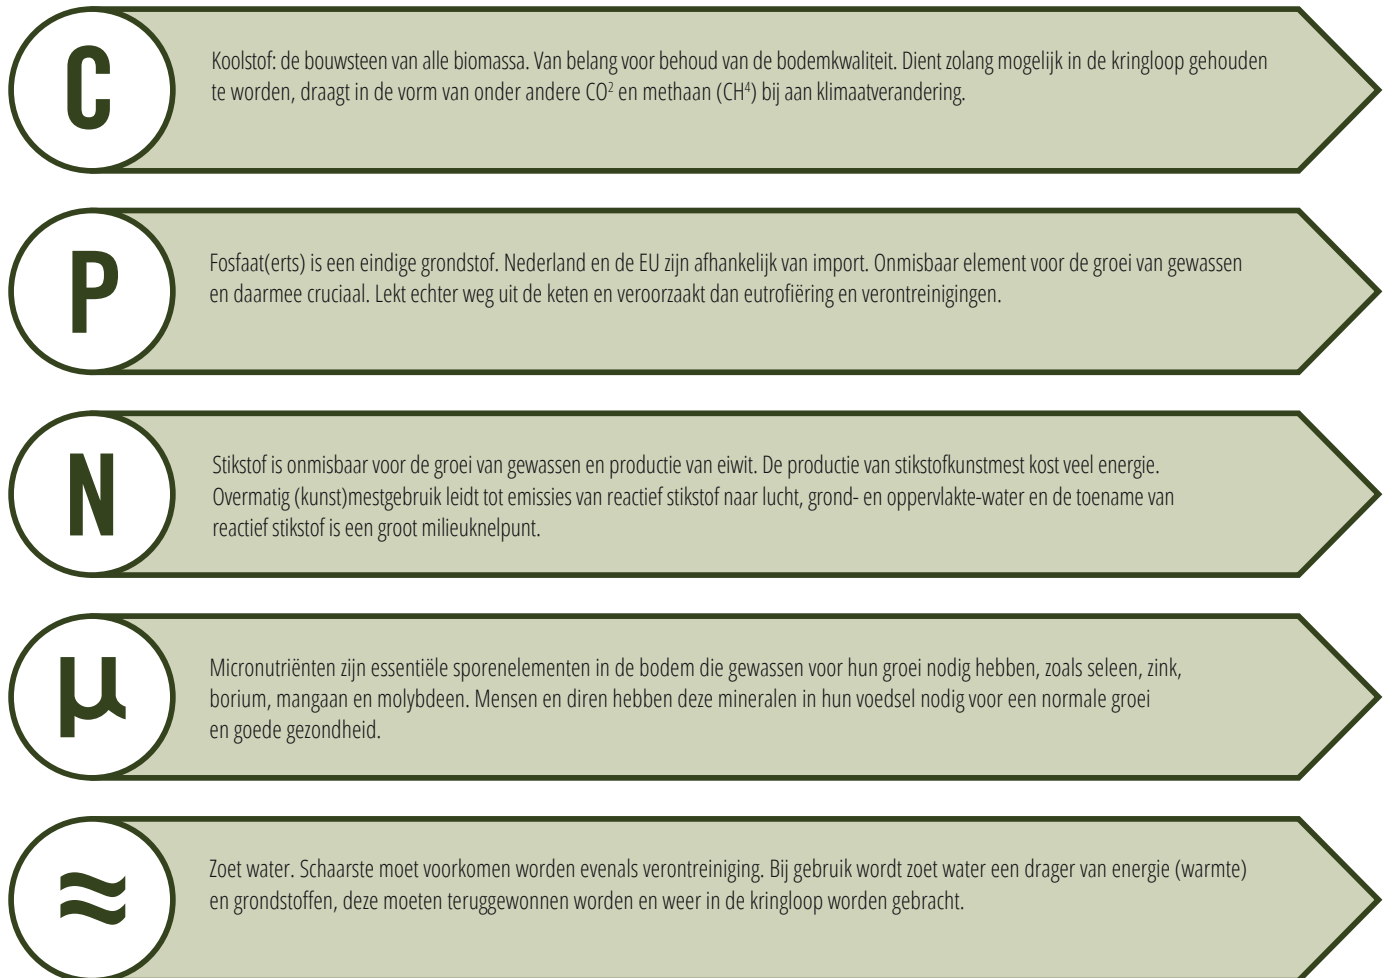 C
Koolstof: de bouwsteen van alle biomassa. Van belang voor behoud van de bodemkwaliteit. Dient zolang mogelijk in de kringloop gehouden
te worden, draagt in de vorm van onder andere CO² en methaan (CH⁴) bij aan klimaatverandering.
P
Fosfaat(erts) is een eindige grondstof. Nederland en de EU zijn afhankelijk van import. Onmisbaar element voor de groei van gewassen
en daarmee cruciaal. Lekt echter weg uit de keten en veroorzaakt dan eutrofiëring en verontreinigingen.
N
Stikstof is onmisbaar voor de groei van gewassen en productie van eiwit. De productie van stikstofkunstmest kost veel energie.
Overmatig (kunst)mestgebruik leidt tot emissies van reactief stikstof naar lucht, grond- en oppervlakte-water en de toename van
reactief stikstof is een groot milieuknelpunt.
µ
Micronutriënten zijn essentiële sporenelementen in de bodem die gewassen voor hun groei nodig hebben, zoals seleen, zink,
borium, mangaan en molybdeen. Mensen en diren hebben deze mineralen in hun voedsel nodig voor een normale groei
en goede gezondheid.
≈
Zoet water. Schaarste moet voorkomen worden evenals verontreiniging. Bij gebruik wordt zoet water een drager van energie (warmte)
en grondstoffen, deze moeten teruggewonnen worden en weer in de kringloop worden gebracht.